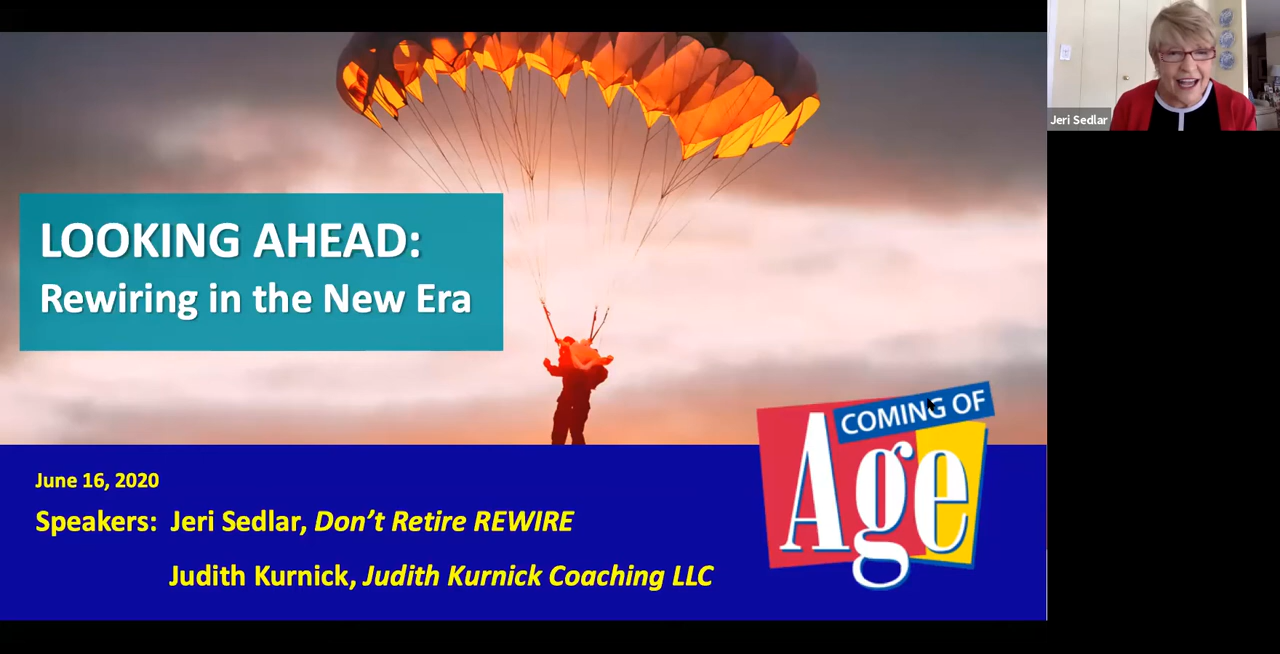 LOOKING AHEAD:
Rewiring in the New Era
COMING OF
Age
June 16, 2020
Speakers: Jeri Sedlar, Don't Retire REWIRE
Judith Kurnick, Judith Kurnick Coaching LLC
Jeri Sedlar